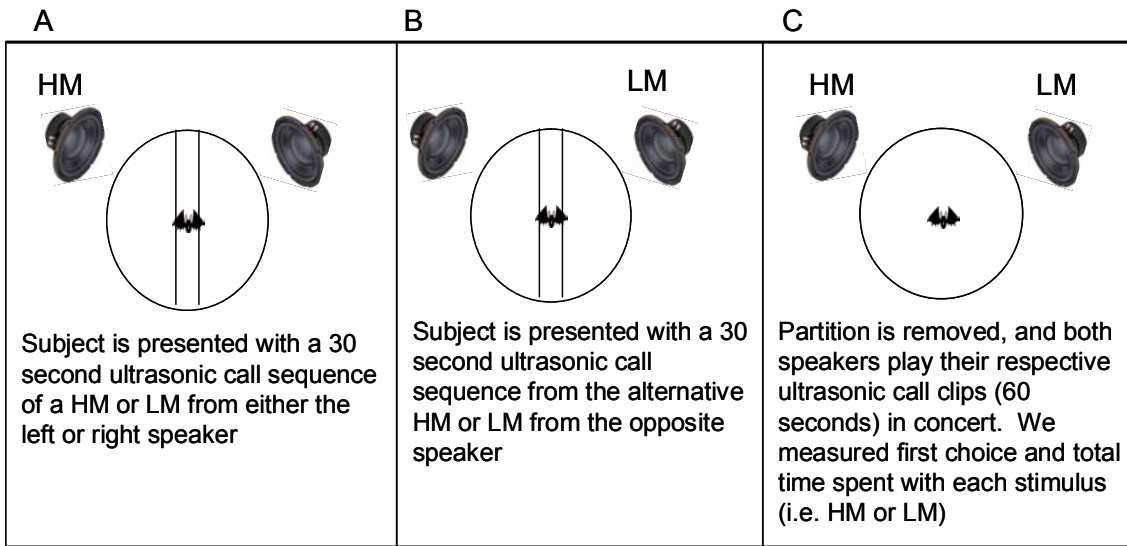 A
B
C
HM
Subject is presented with a 30
second ultrasonic call sequence
of a HM or LM from either the
left or right speaker
LM
Subject is presented with a 30
second ultrasonic call
sequence from the alternative
HM or LM from the opposite
speaker
HM
LM
Partition is removed, and both
speakers play their respective
ultrasonic call clips (60
seconds) in concert.  We
measured first choice and total
time spent with each stimulus
(i.e. HM or LM)